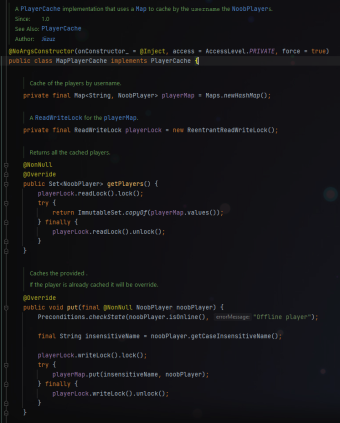 A PlayerCache implementation that uses a Map to cache by the username the NoobPlayers.
Since: 1.0
See Also: PlayerCache
Author:
@NoArgsConstructor(onConstructor_ = @Inject, access = AccessLevel.PRIVATE, force = true)
public class MapPlayerCache implements PlayerCache {
Cache of the players by username.
private final Map<String, NoobPlayer> playerMap = Maps.newHashMap();
A ReadWriteLock for the playerMap.
private final ReadWriteLock playerLock = new ReentrantReadWriteLock();
Returns all the cached players.
@NonNull
@Override
public Set<NoobPlayer> getPlayers() {
playerLock.readLock().lock();
try {
return ImmutableSet.copyOf(playerMap.values());
} finally {
playerLock.readLock().unlock();
}
}
Caches the provided .
If the player is already cached it will be override.
@Override
public void put(final @NonNull NoobPlayer noobPlayer) {
Preconditions.checkState(noobPlayer.isOnline(), errorMessage: "Offline player");
final String insensitiveName = noobPlayer.getCaseInsensitiveName();
playerLock.writeLock().lock();
try {
playerMap.put(insensitiveName, noobPlayer);
} finally {
playerLock.writeLock().unlock();
}
}